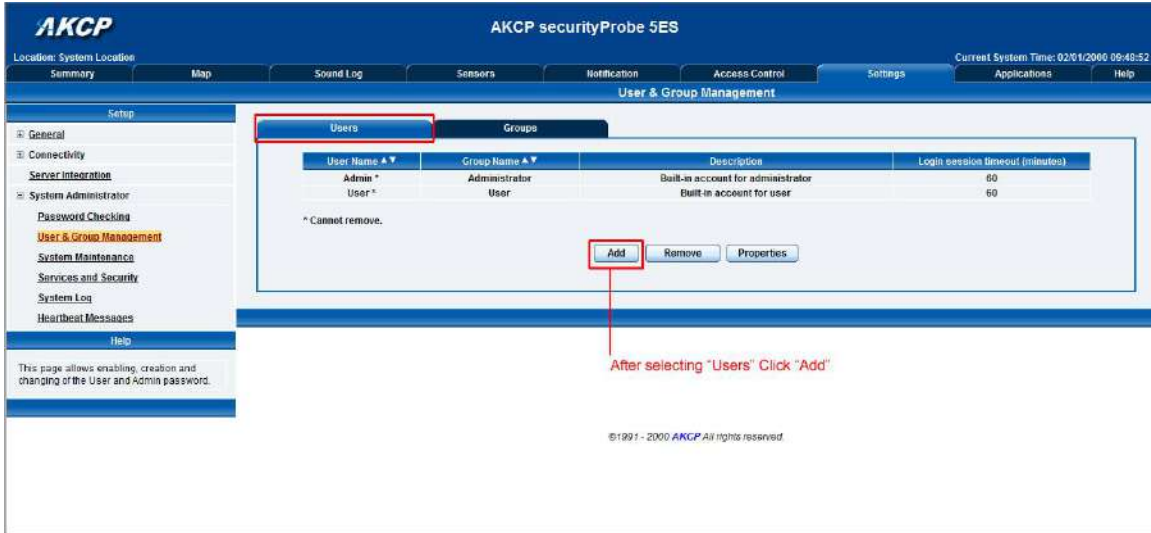 AKCP
AKCP securityProbe 5ES
Location: System Location
Current System Time: 02/01/2000 09:48:52
Summary Map Sound Log Sensors Notification Access Control Settings Applications Help
User & Group Management
Setup
General
Connectivity
Server Integration
System Administrator
Password Checking
User & Group Management
System Maintenance
Services and Security
System Log
Heartbeat Messages
Help
This page allows enabling, creation and
changing of the User and Admin password.
Users Groups
User Name ▲▼ Group Name ▲▼ Description Login session timeout (minutes)
Admin * Administrator Built-in account for administrator 60
User * User Built-in account for user 60
* Cannot remove.
Add Remove Properties
After selecting "Users" Click "Add"
©1991 - 2000 AKCP All rights reserved.